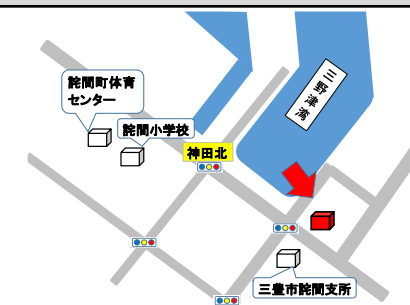 詫間町体育
センター
詫間小学校
神田北
三野津湾
三豊市詫間支所